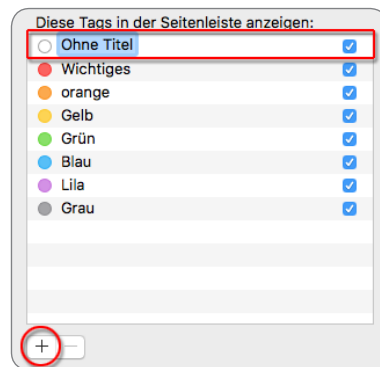 Diese Tags in der Seitenleiste anzeigen:
Ohne Titel
Wichtiges
orange
Gelb
Grün
Blau
Lila
Grau
+ −